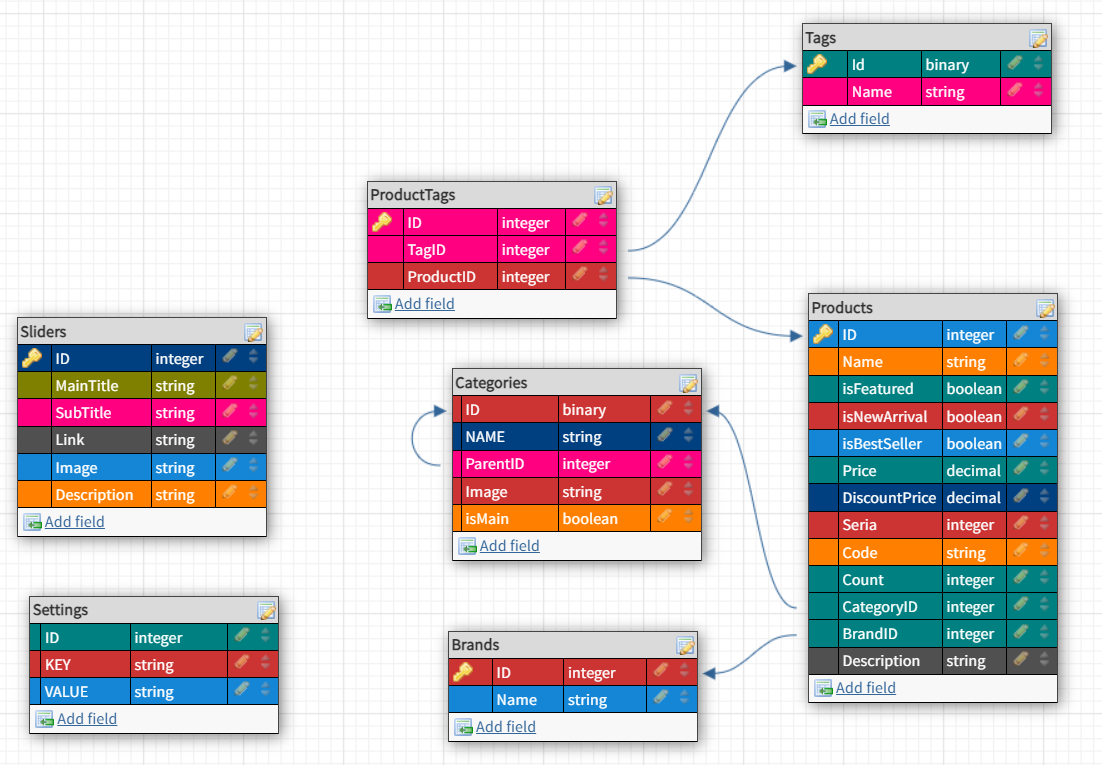 Tags
Id binary
Name string
Add field
ProductTags
ID integer
TagID integer
ProductID integer
Add field
Products
ID integer
Name string
isFeatured boolean
isNewArrival boolean
isBestSeller boolean
Price decimal
DiscountPrice decimal
Seria integer
Code string
Count integer
CategoryID integer
BrandID integer
Description string
Add field
Sliders
ID integer
MainTitle string
SubTitle string
Link string
Image string
Description string
Add field
Categories
ID binary
NAME string
ParentID integer
Image string
isMain boolean
Add field
Settings
ID integer
KEY string
VALUE string
Add field
Brands
ID integer
Name string
Add field